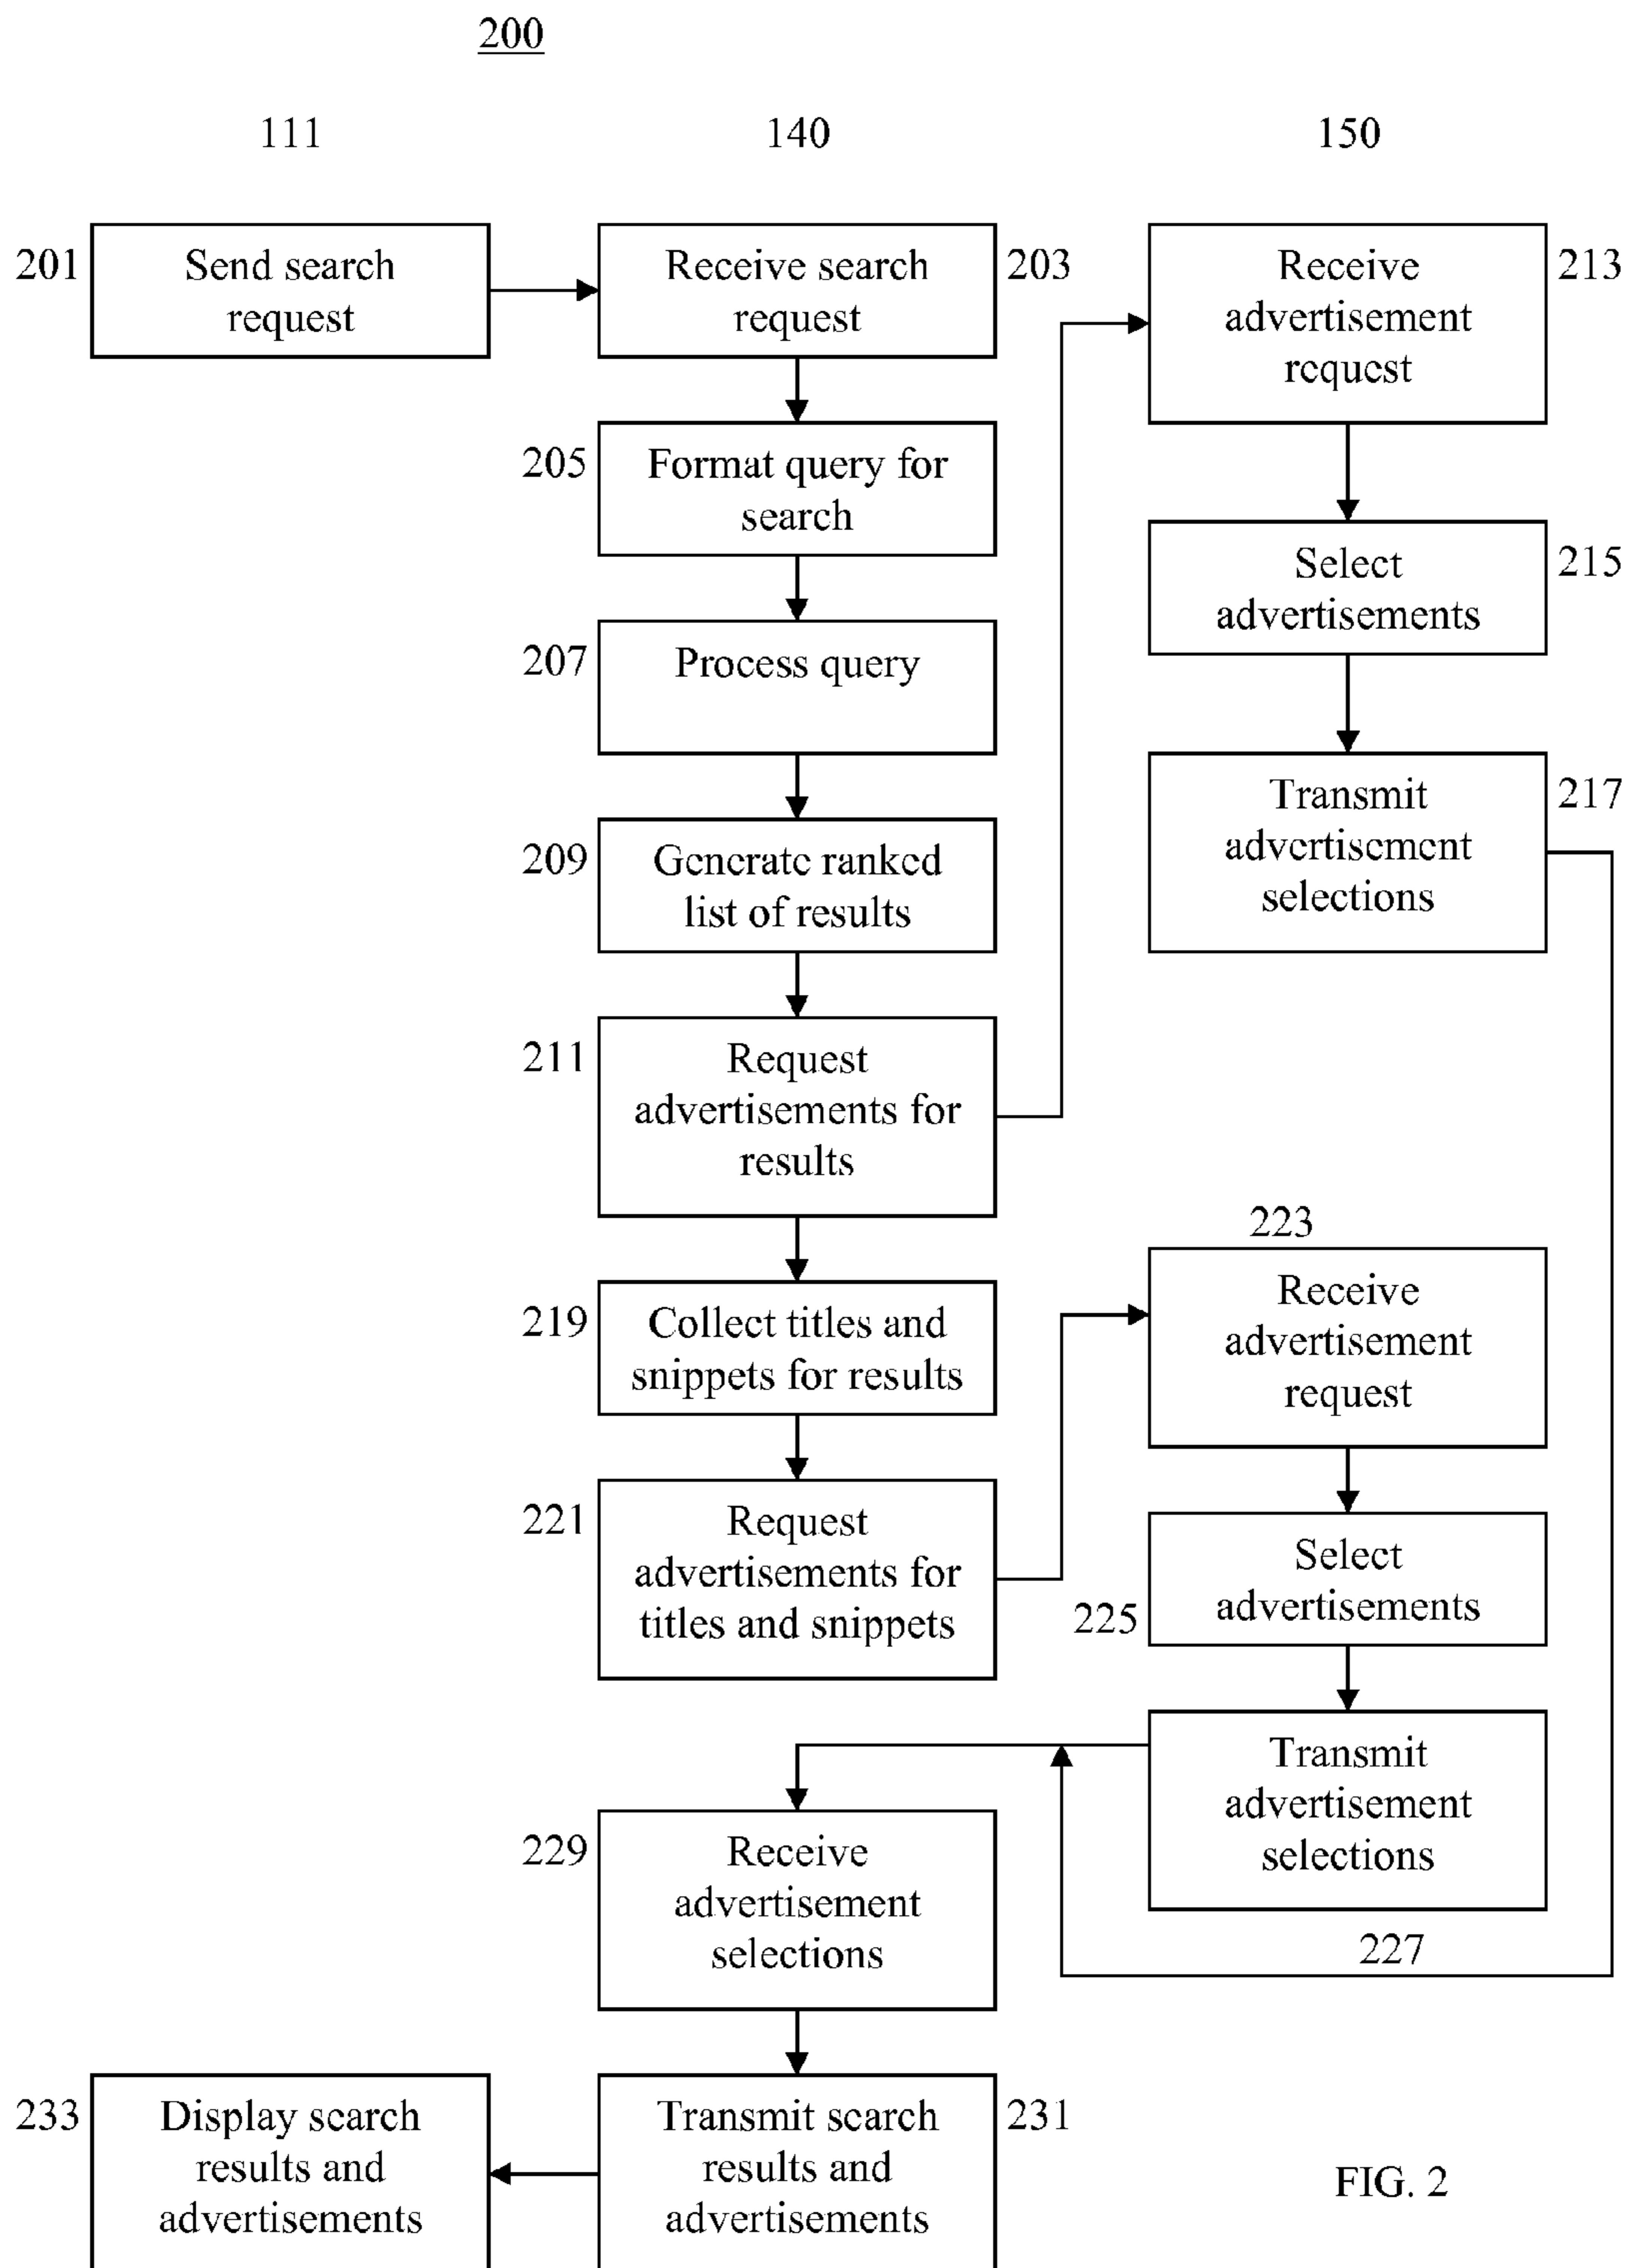 200
111
140
150
201
Send search
request
Receive search
request
203
Receive
advertisement
request
213
205
Format query for
search
Select
advertisements
215
207
Process query
Transmit
advertisement
selections
217
209
Generate ranked
list of results
211
Request
advertisements for
results
223
Receive
advertisement
request
219
Collect titles and
snippets for results
221
Request
advertisements for
titles and snippets
Select
advertisements
225
Transmit
advertisement
selections
227
229
Receive
advertisement
selections
233
Display search
results and
advertisements
Transmit search
results and
advertisements
231
FIG. 2